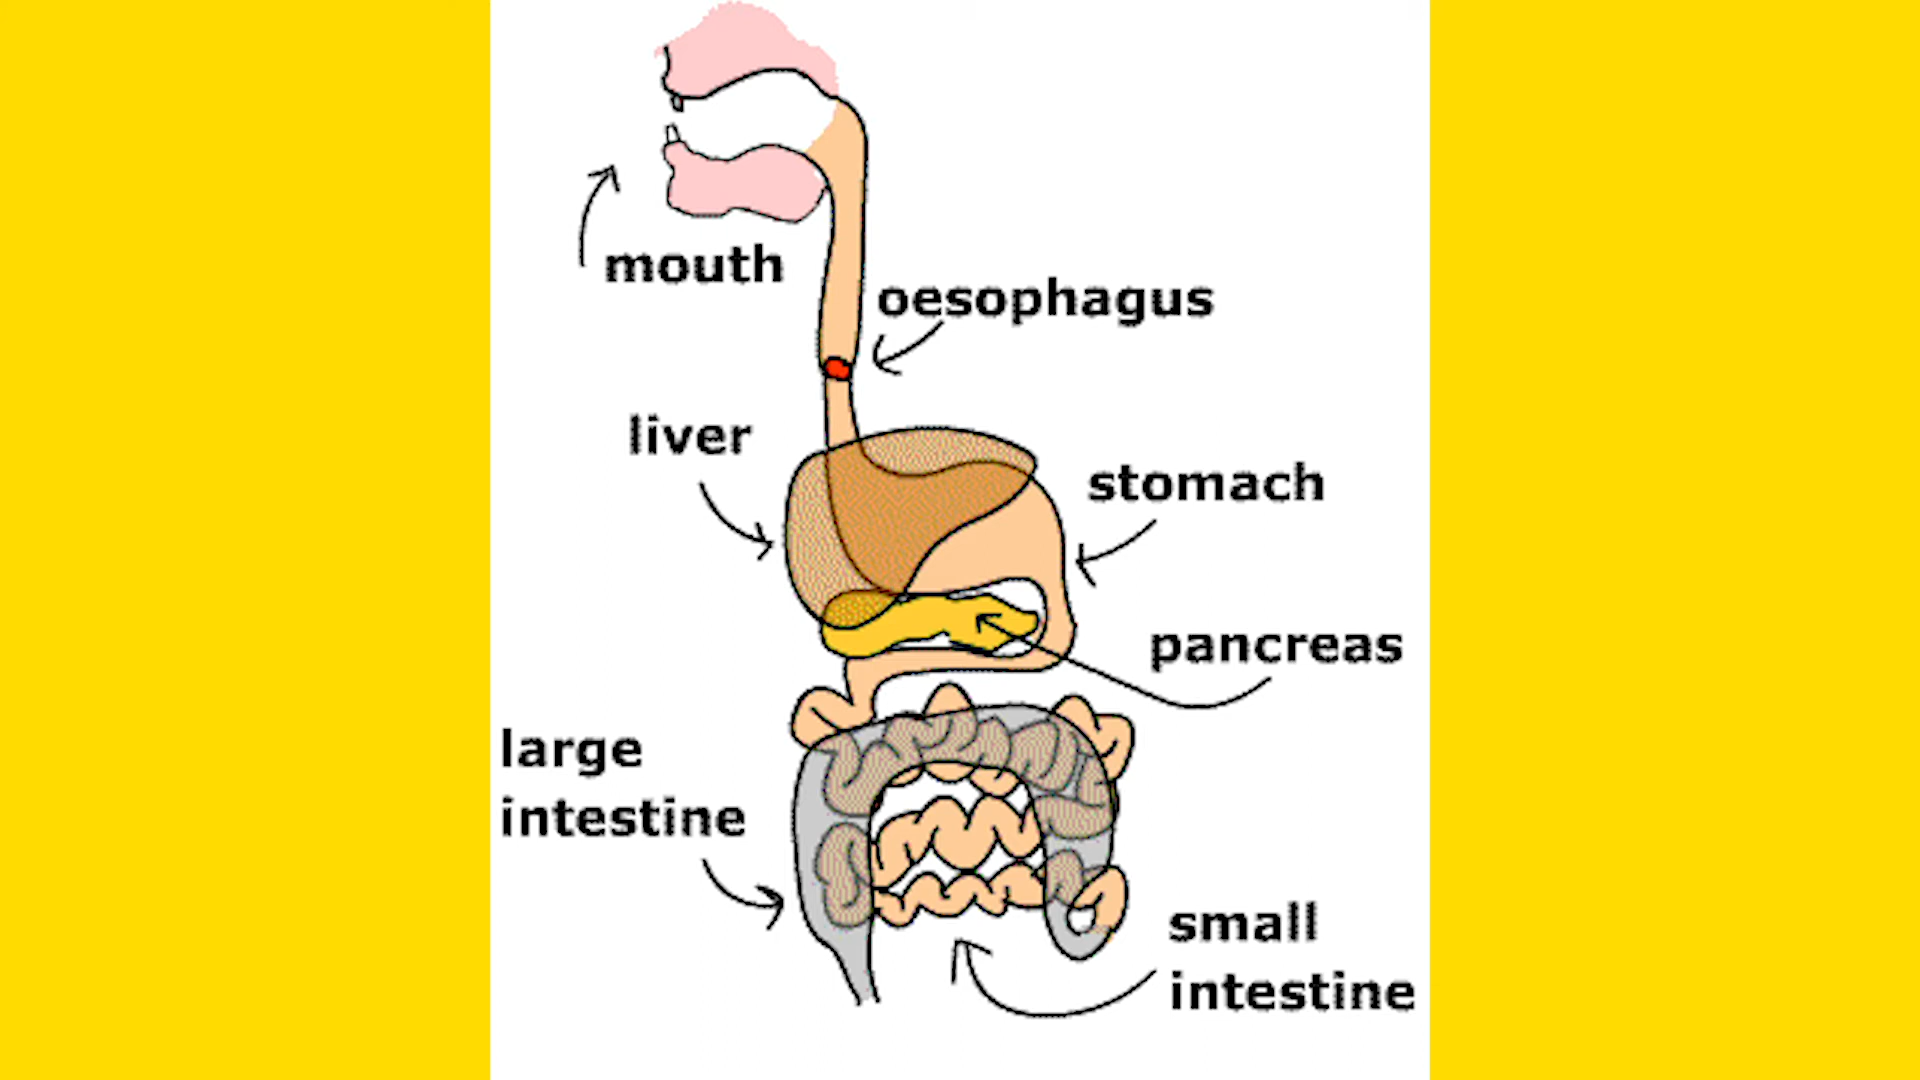 mouth
oesophagus
liver
stomach
pancreas
large
intestine
small
intestine